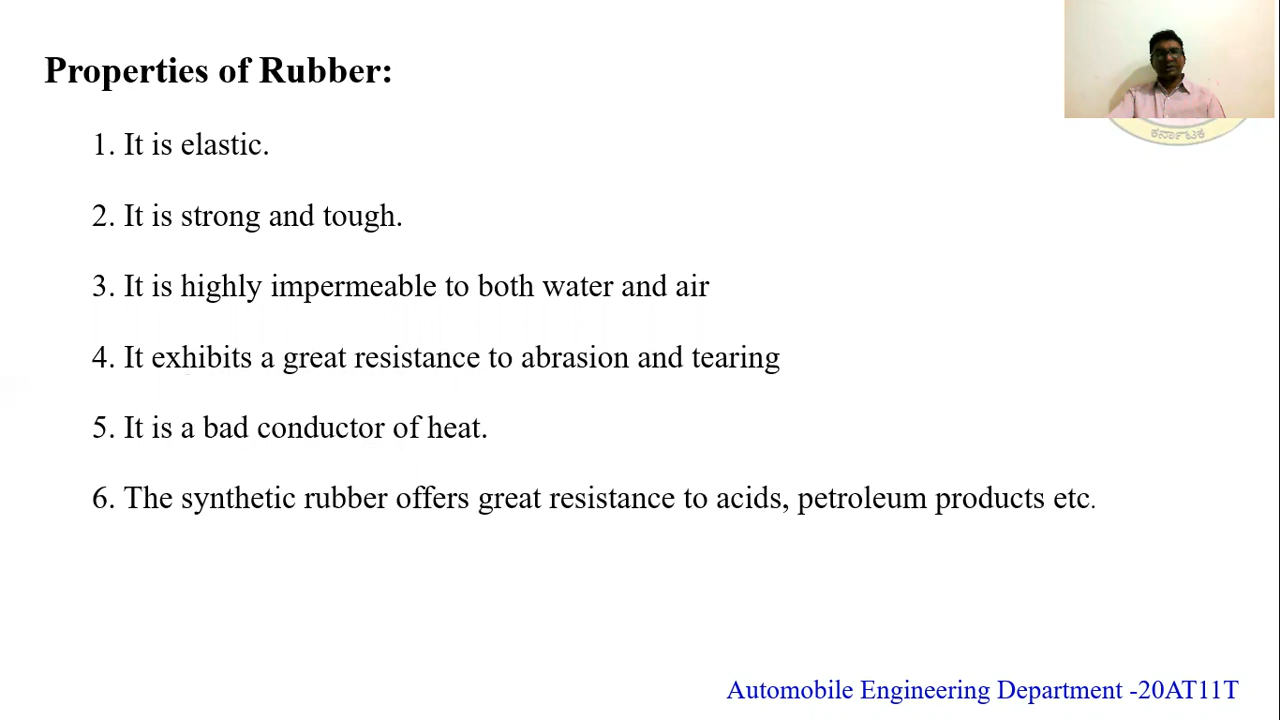 Properties of Rubber:
ಕರ್ನಾಟಕ
1. It is elastic.
2. It is strong and tough.
3. It is highly impermeable to both water and air
4. It exhibits a great resistance to abrasion and tearing
5. It is a bad conductor of heat.
6. The synthetic rubber offers great resistance to acids, petroleum products etc.
Automobile Engineering Department -20AT11T